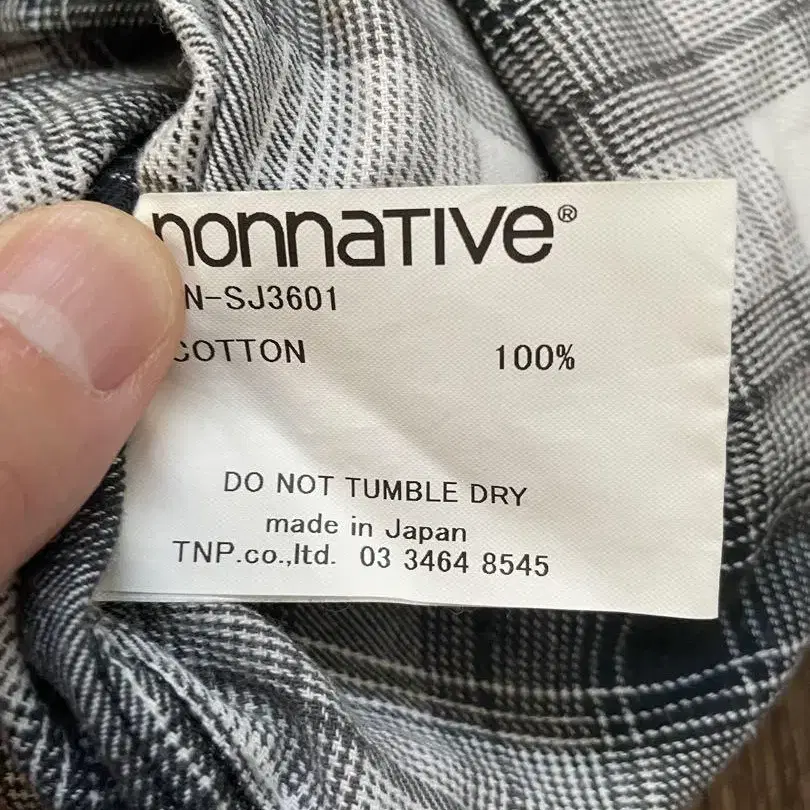 nonnative®
N-SJ3601
COTTON 100%
DO NOT TUMBLE DRY
made in Japan
TNP.co.,ltd. 03 3464 8545